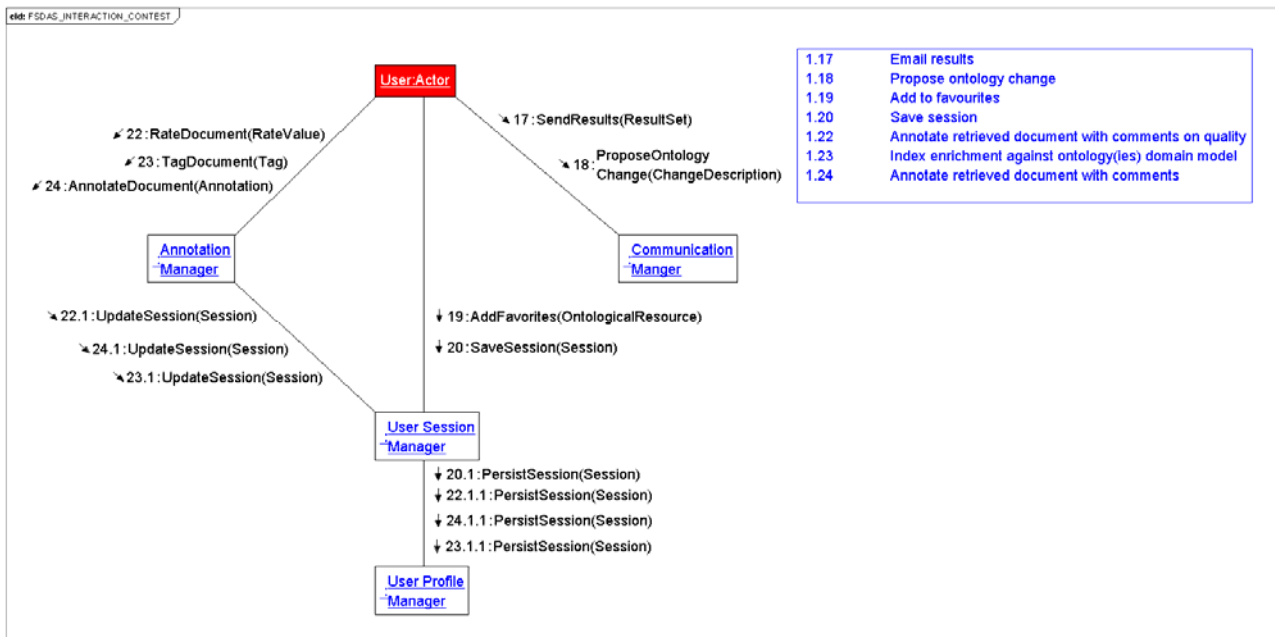 cld: FSDAS_INTERACTION_CONTEST
User:Actor
1.17 Email results
1.18 Propose ontology change
1.19 Add to favourites
1.20 Save session
1.22 Annotate retrieved document with comments on quality
1.23 Index enrichment against ontology(ies) domain model
1.24 Annotate retrieved document with comments
22:RateDocument(RateValue)
23:TagDocument(Tag)
24:AnnotateDocument(Annotation)
17:SendResults(ResultSet)
18:ProposeOntology
Change(ChangeDescription)
Annotation
Manager
Communication
Manger
22.1:UpdateSession(Session)
24.1:UpdateSession(Session)
23.1:UpdateSession(Session)
19:AddFavorites(OntologicalResource)
20:SaveSession(Session)
User Session
Manager
20.1:PersistSession(Session)
22.1.1:PersistSession(Session)
24.1.1:PersistSession(Session)
23.1.1:PersistSession(Session)
User Profile
Manager